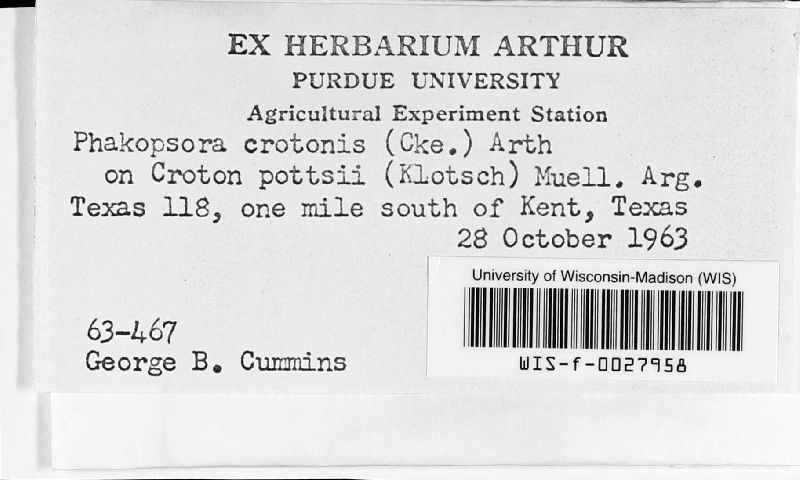 EX HERBARIUM ARTHUR
PURDUE UNIVERSITY
Agricultural Experiment Station
Phakopsora crotonis (Cke.) Arth
on Croton pottsii (Klotsch) Muell. Arg.
Texas 118, one mile south of Kent, Texas
28 October 1963
University of Wisconsin-Madison (WIS)
WIS-f-0027958
63-467
George B. Cummins